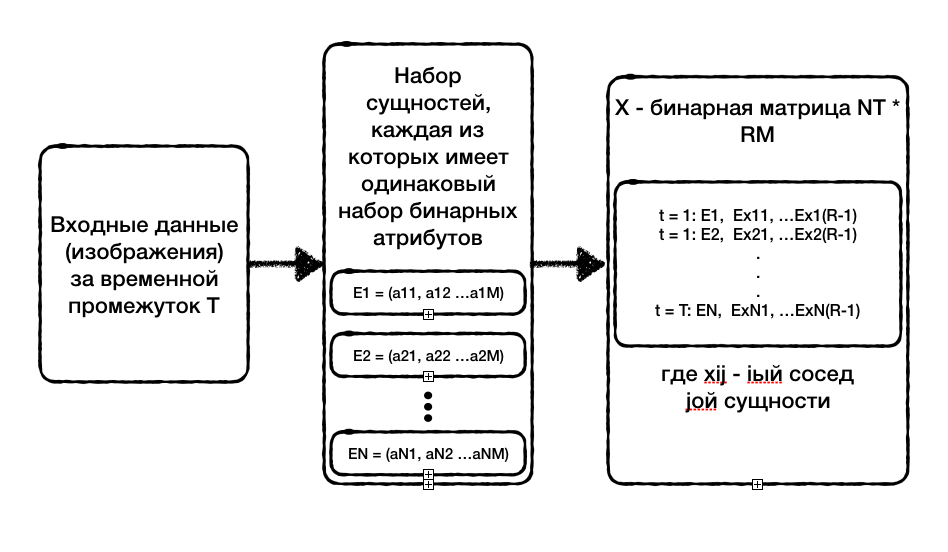 Входные данные
(изображения)
за временной
промежуток T
Набор
сущностей,
каждая из
которых имеет
одинаковый
набор бинарных
атрибутов
E1 = (a11, a12 ...a1M)
E2 = (a21, a22 ...a2M)
EN = (aN1, aN2 ...aNM)
X - бинарная матрица NT *
RM
t = 1: E1, Ex11, ...Ex1(R-1)
t = 1: E2, Ex21, ...Ex2(R-1)
.
.
.
t = T: EN, ExN1, ...ExN(R-1)
где xij - iый сосед
jой сущности